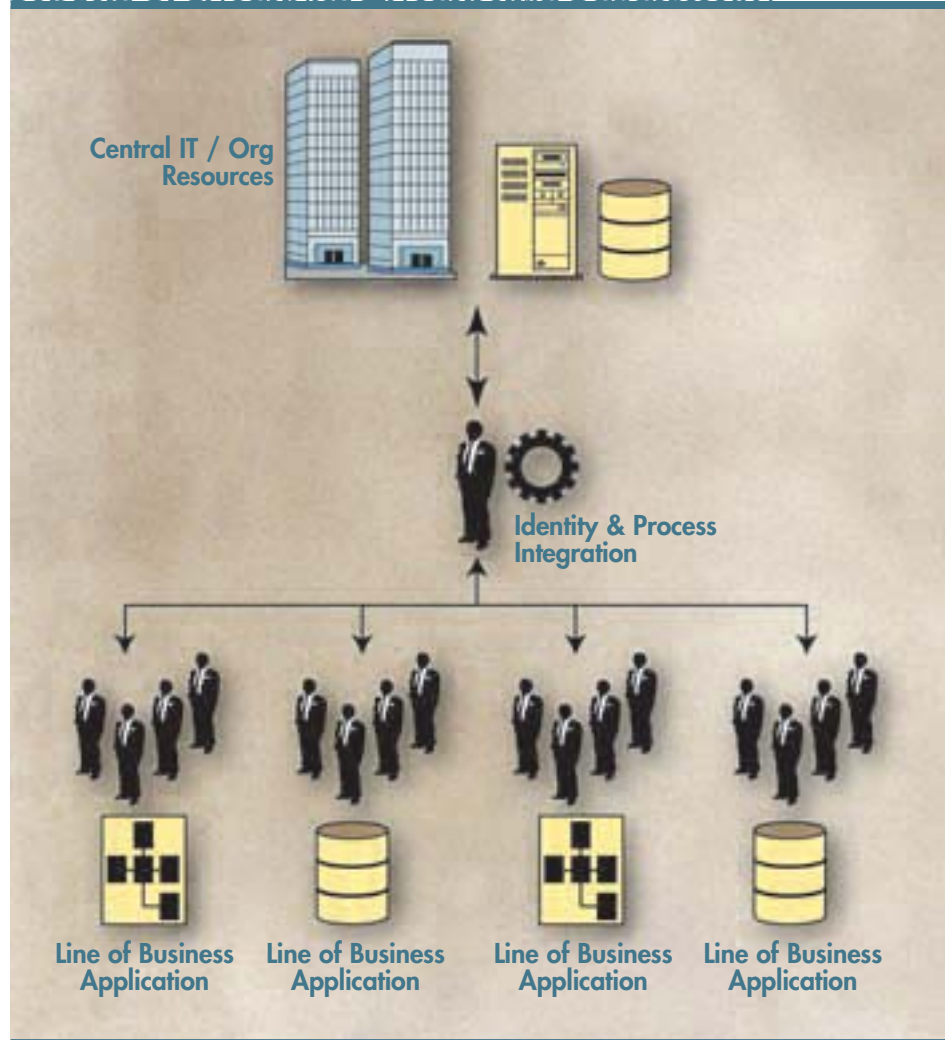 Central IT / Org
Resources
Identity & Process
Integration
Line of Business
Application
Line of Business
Application
Line of Business
Application
Line of Business
Application